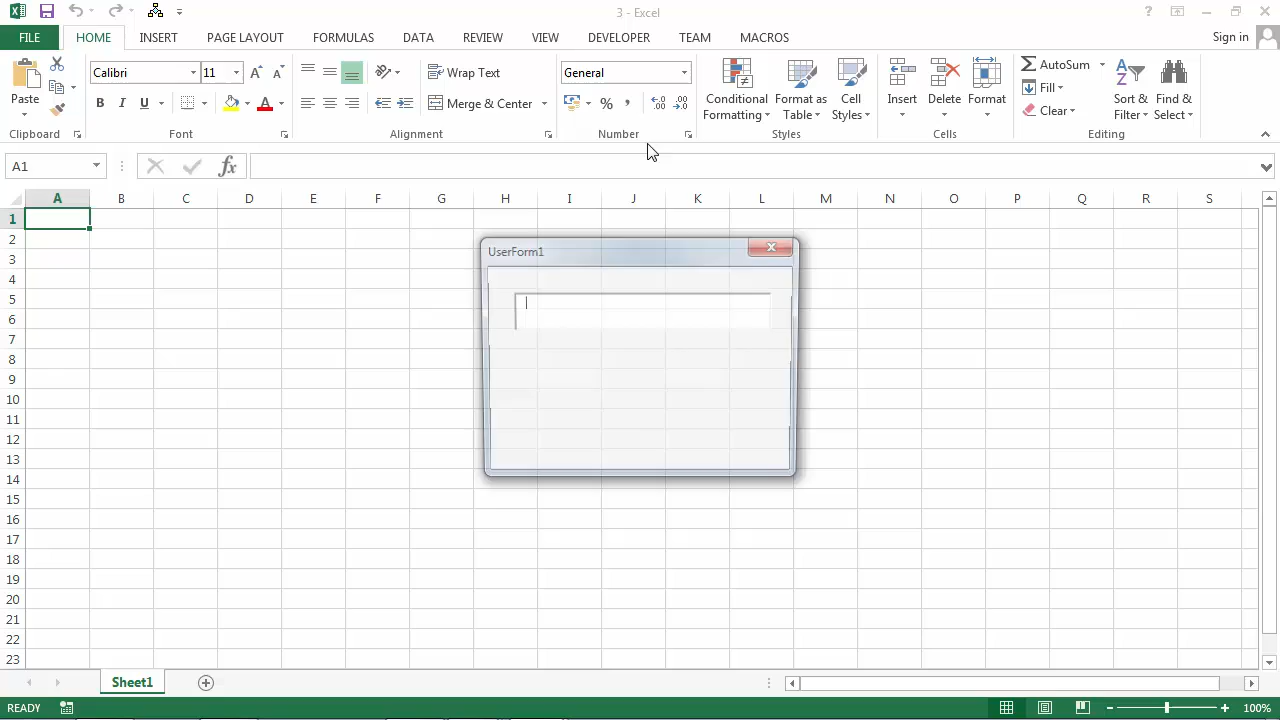 3 - Excel
FILE HOME INSERT PAGE LAYOUT FORMULAS DATA REVIEW VIEW DEVELOPER TEAM MACROS Sign in
Calibri 11 Wrap Text General AutoSum
Paste Conditional Format as Cell Insert Delete Format Fill Sort & Find &
B I U A Merge & Center % Formatting Table Styles Clear Filter Select
Clipboard Font Alignment Number Styles Cells Editing
A1 fx
A B C D E F G H I J K L M N O P Q R S
1
2
UserForm1
3
4
5
6
7
8
9
10
11
12
13
14
15
16
17
18
19
20
21
22
23
Sheet1
READY 100%